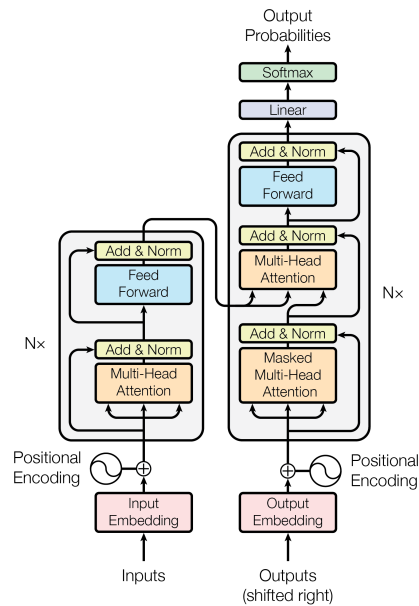 Output
Probabilities
Softmax
Linear
Add & Norm
Feed
Forward
Add & Norm
Multi-Head
Attention
Nx
Add & Norm
Masked
Multi-Head
Attention
Add & Norm
Feed
Forward
Nx
Add & Norm
Multi-Head
Attention
Positional
Encoding
Positional
Encoding
Input
Embedding
Output
Embedding
Inputs
Outputs
(shifted right)